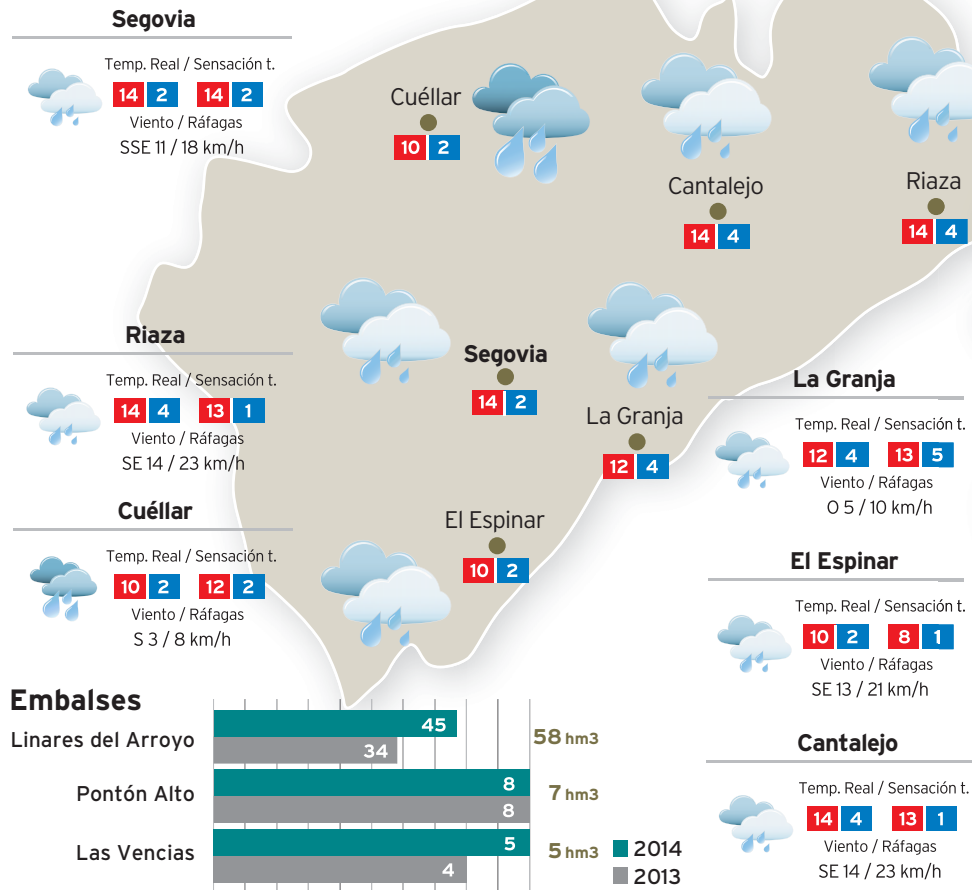 Segovia
Temp. Real / Sensación t.
14 2 14 2
Viento / Ráfagas
SSE 11 / 18 km/h
Cuéllar
10 2
Cantalejo
14 4
Riaza
14 4
Segovia
14 2
La Granja
12 4
El Espinar
10 2
Riaza
Temp. Real / Sensación t.
14 4 13 1
Viento / Ráfagas
SE 14 / 23 km/h
Cuéllar
Temp. Real / Sensación t.
10 2 12 2
Viento / Ráfagas
S 3 / 8 km/h
La Granja
Temp. Real / Sensación t.
12 4 13 5
Viento / Ráfagas
O 5 / 10 km/h
El Espinar
Temp. Real / Sensación t.
10 2 8 1
Viento / Ráfagas
SE 13 / 21 km/h
Cantalejo
Temp. Real / Sensación t.
14 4 13 1
Viento / Ráfagas
SE 14 / 23 km/h
Embalses
Linares del Arroyo
45
34
58 hm3
Pontón Alto
8
8
7 hm3
Las Vencias
5
4
5 hm3
2014
2013